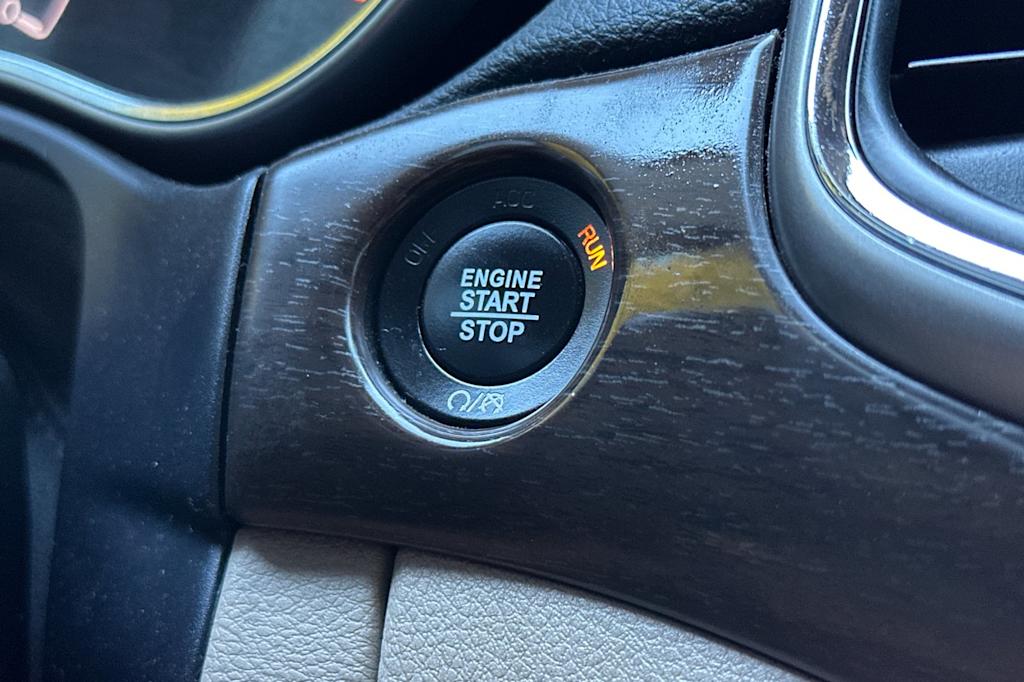 ACC
OFF
RUN
ENGINE
START
STOP